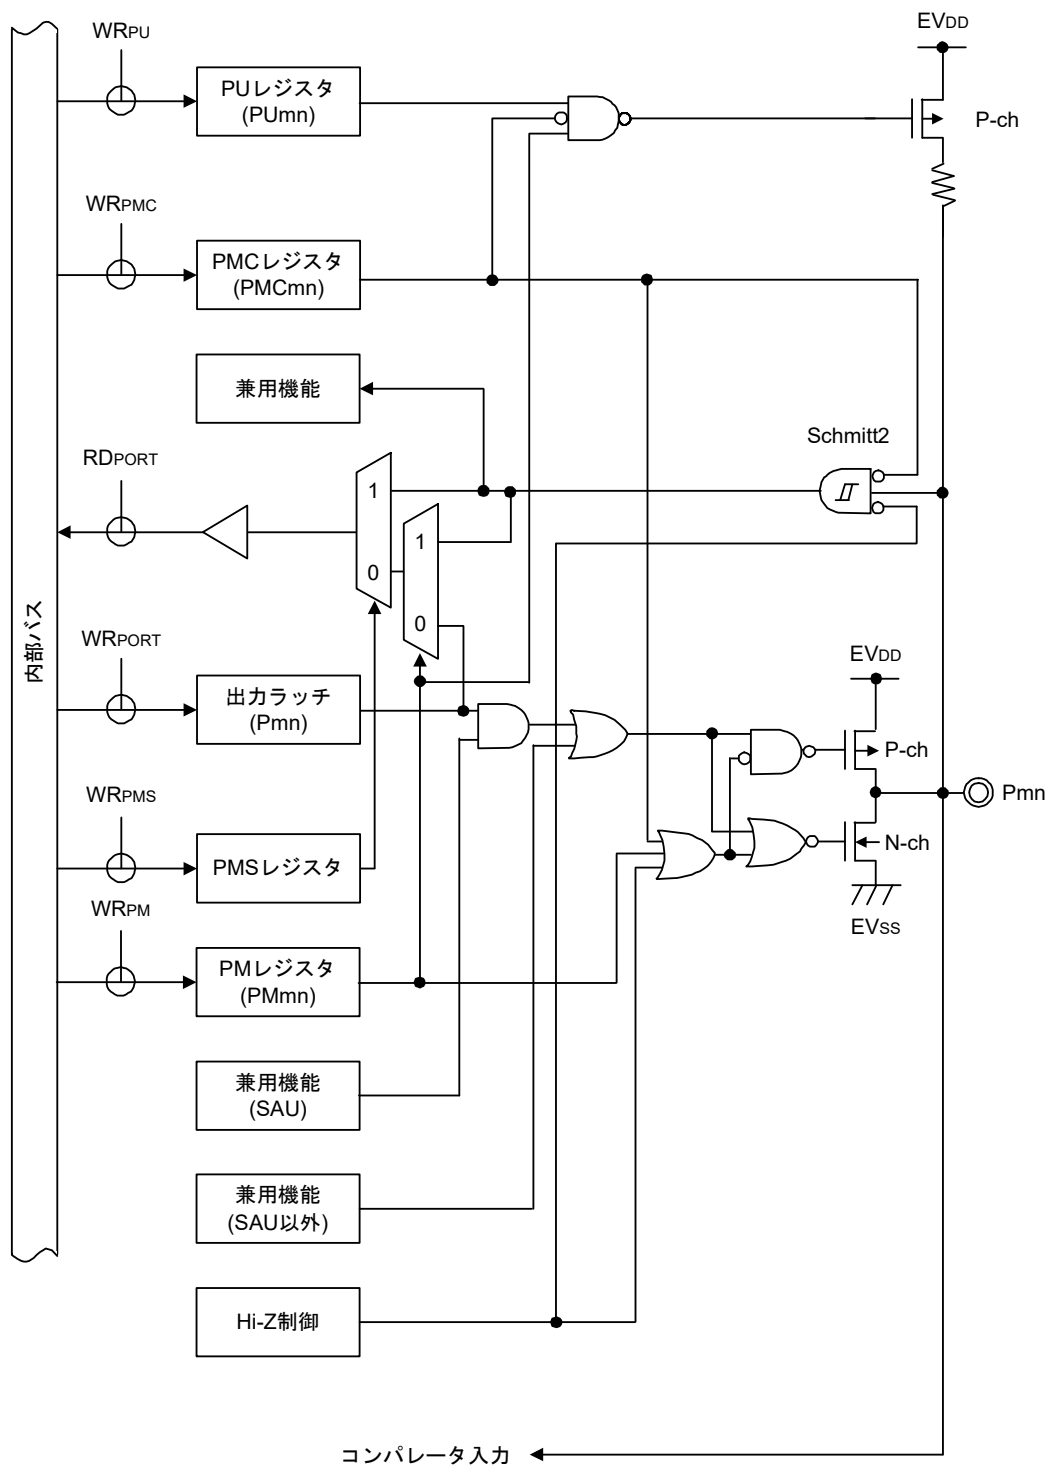 WRPU
EVDD
PUレジスタ
(PUmn)
P-ch
WRPMC
PMCレジスタ
(PMCmn)
兼用機能
Schmitt2
RDPORT
1
1
0
0
内部バス
WRPORT
EVDD
出力ラッチ
(Pmn)
P-ch
WRPMS
Pmn
PMSレジスタ
N-ch
WRPM
EVSS
PMレジスタ
(PMmn)
兼用機能
(SAU)
兼用機能
(SAU以外)
Hi-Z制御
コンパレータ入力